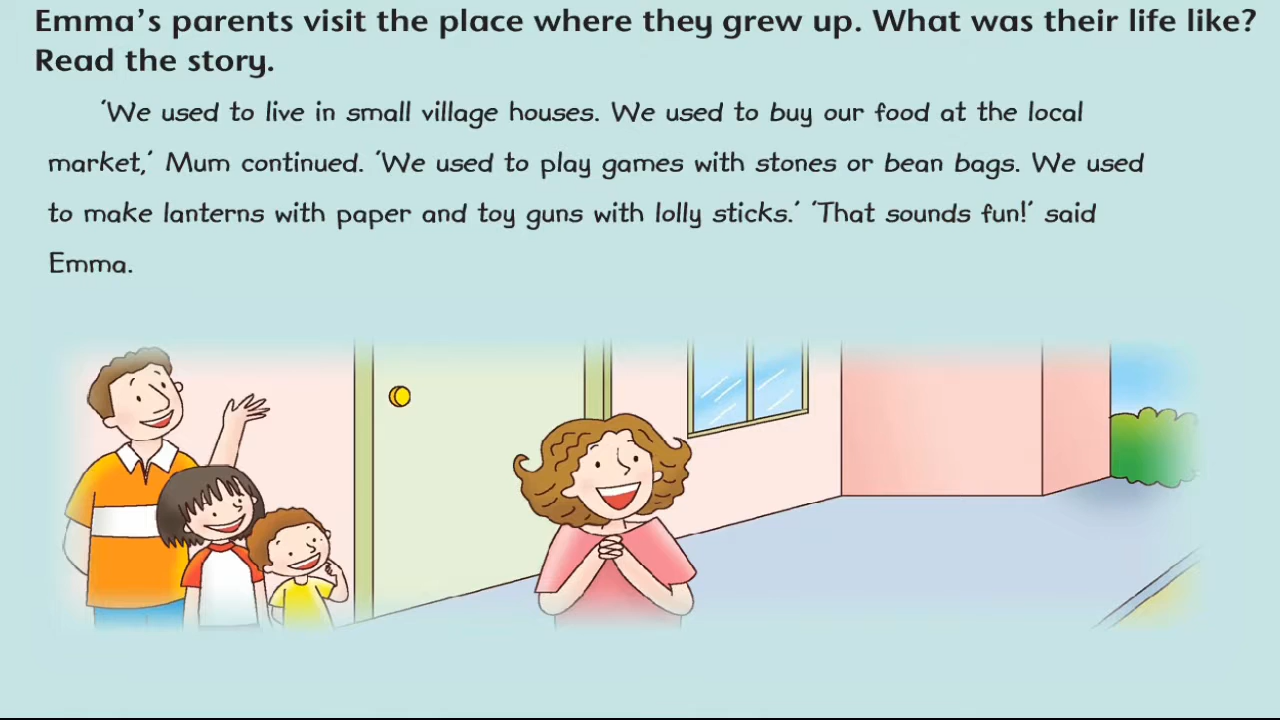 Emma's parents visit the place where they grew up. What was their life like?
Read the story.
‘We used to live in small village houses. We used to buy our food at the local
market,’ Mum continued. ‘We used to play games with stones or bean bags. We used
to make lanterns with paper and toy guns with lolly sticks.’ ‘That sounds fun!’ said
Emma.